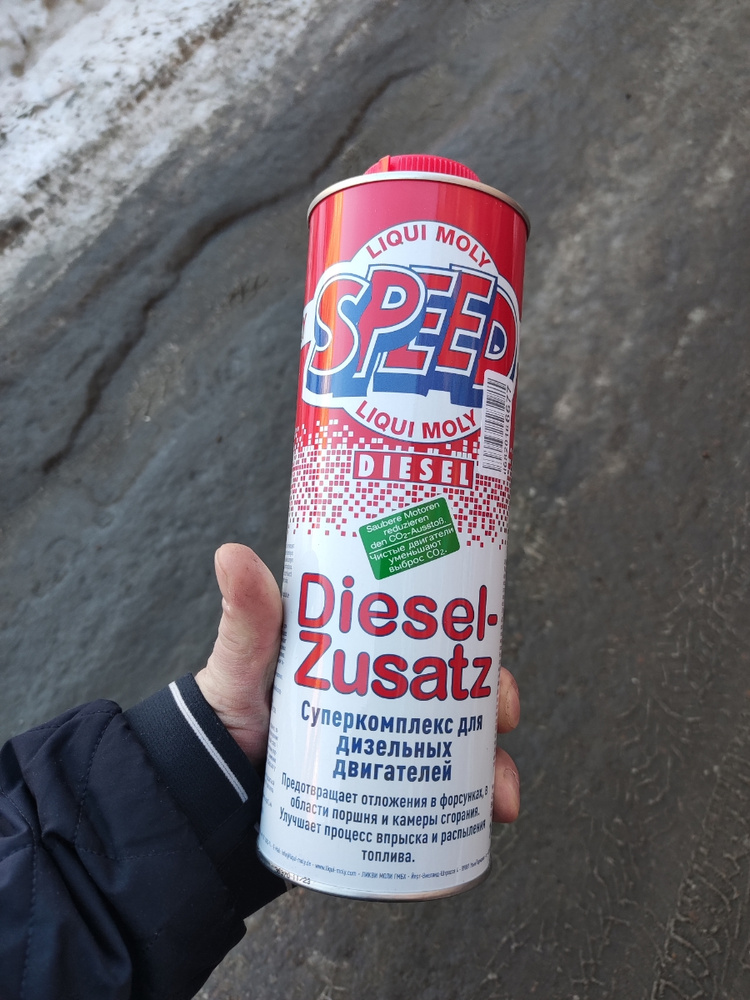 LIQUI MOLY
SPEED
LIQUI MOLY
DIESEL
Saubere Motoren
reduzieren
den CO₂-Ausstoß.
Чистые двигатели
уменьшают
выброс CO₂.
Diesel-
Zusatz
Суперкомплекс для
дизельных
двигателей
Предотвращает отложения в форсунках, в
области поршня и камеры сгорания.
Улучшает процесс впрыска и распыления
топлива.